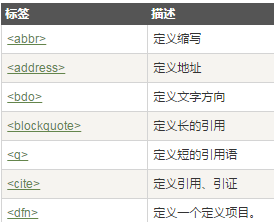 标签 描述
<abbr> 定义缩写
<address> 定义地址
<bdo> 定义文字方向
<blockquote> 定义长的引用
<q> 定义短的引用语
<cite> 定义引用、引证
<dfn> 定义一个定义项目。